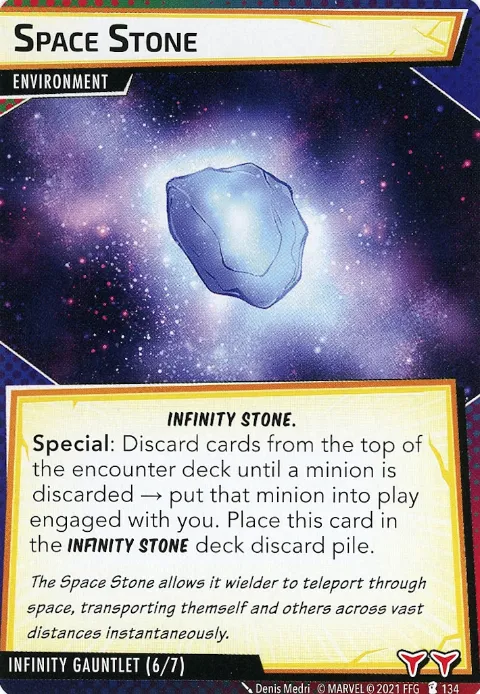 SPACE STONE
ENVIRONMENT
INFINITY STONE.
Special: Discard cards from the top of
the encounter deck until a minion is
discarded → put that minion into play
engaged with you. Place this card in
the INFINITY STONE deck discard pile.
The Space Stone allows it wielder to teleport through
space, transporting themself and others across vast
distances instantaneously.
INFINITY GAUNTLET (6/7)
Denis Medri © MARVEL © 2021 FFG 134